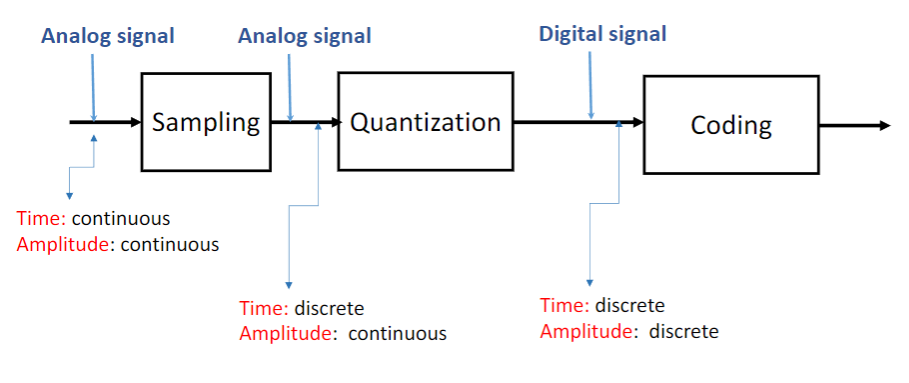 Analog signal
Analog signal
Digital signal
Sampling
Quantization
Coding
Time: continuous
Amplitude: continuous
Time: discrete
Amplitude: continuous
Time: discrete
Amplitude: discrete